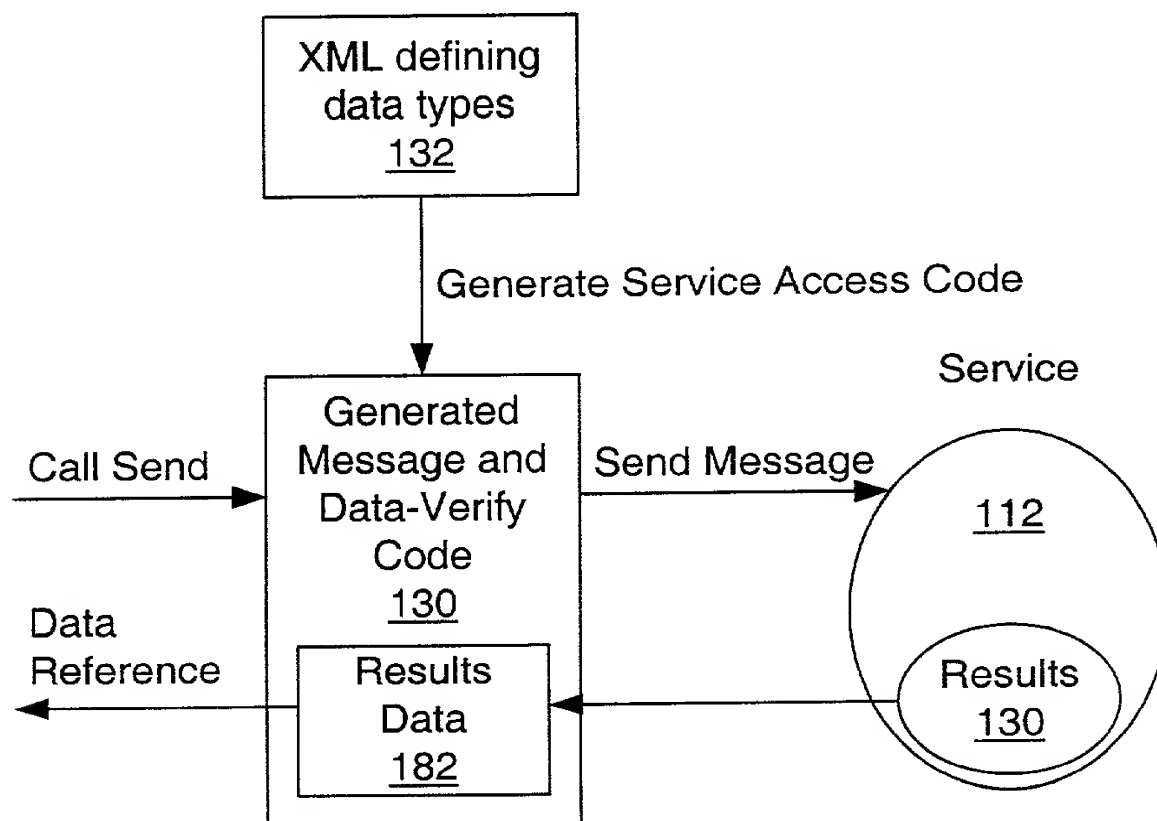 XML defining
data types
132
Generate Service Access Code
Service
Call Send
Generated
Message and
Data-Verify
Code
130
Send Message
112
Data
Reference
Results
Data
182
Results
130